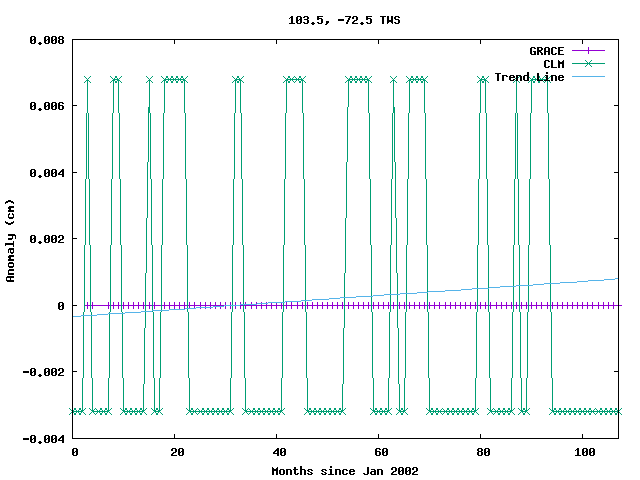 103.5, -72.5 TWS
0.008
GRACE
CLM
Trend Line
0.006
0.004
0.002
0
-0.002
-0.004
Anomaly (cm)
0 20 40 60 80 100
Months since Jan 2002